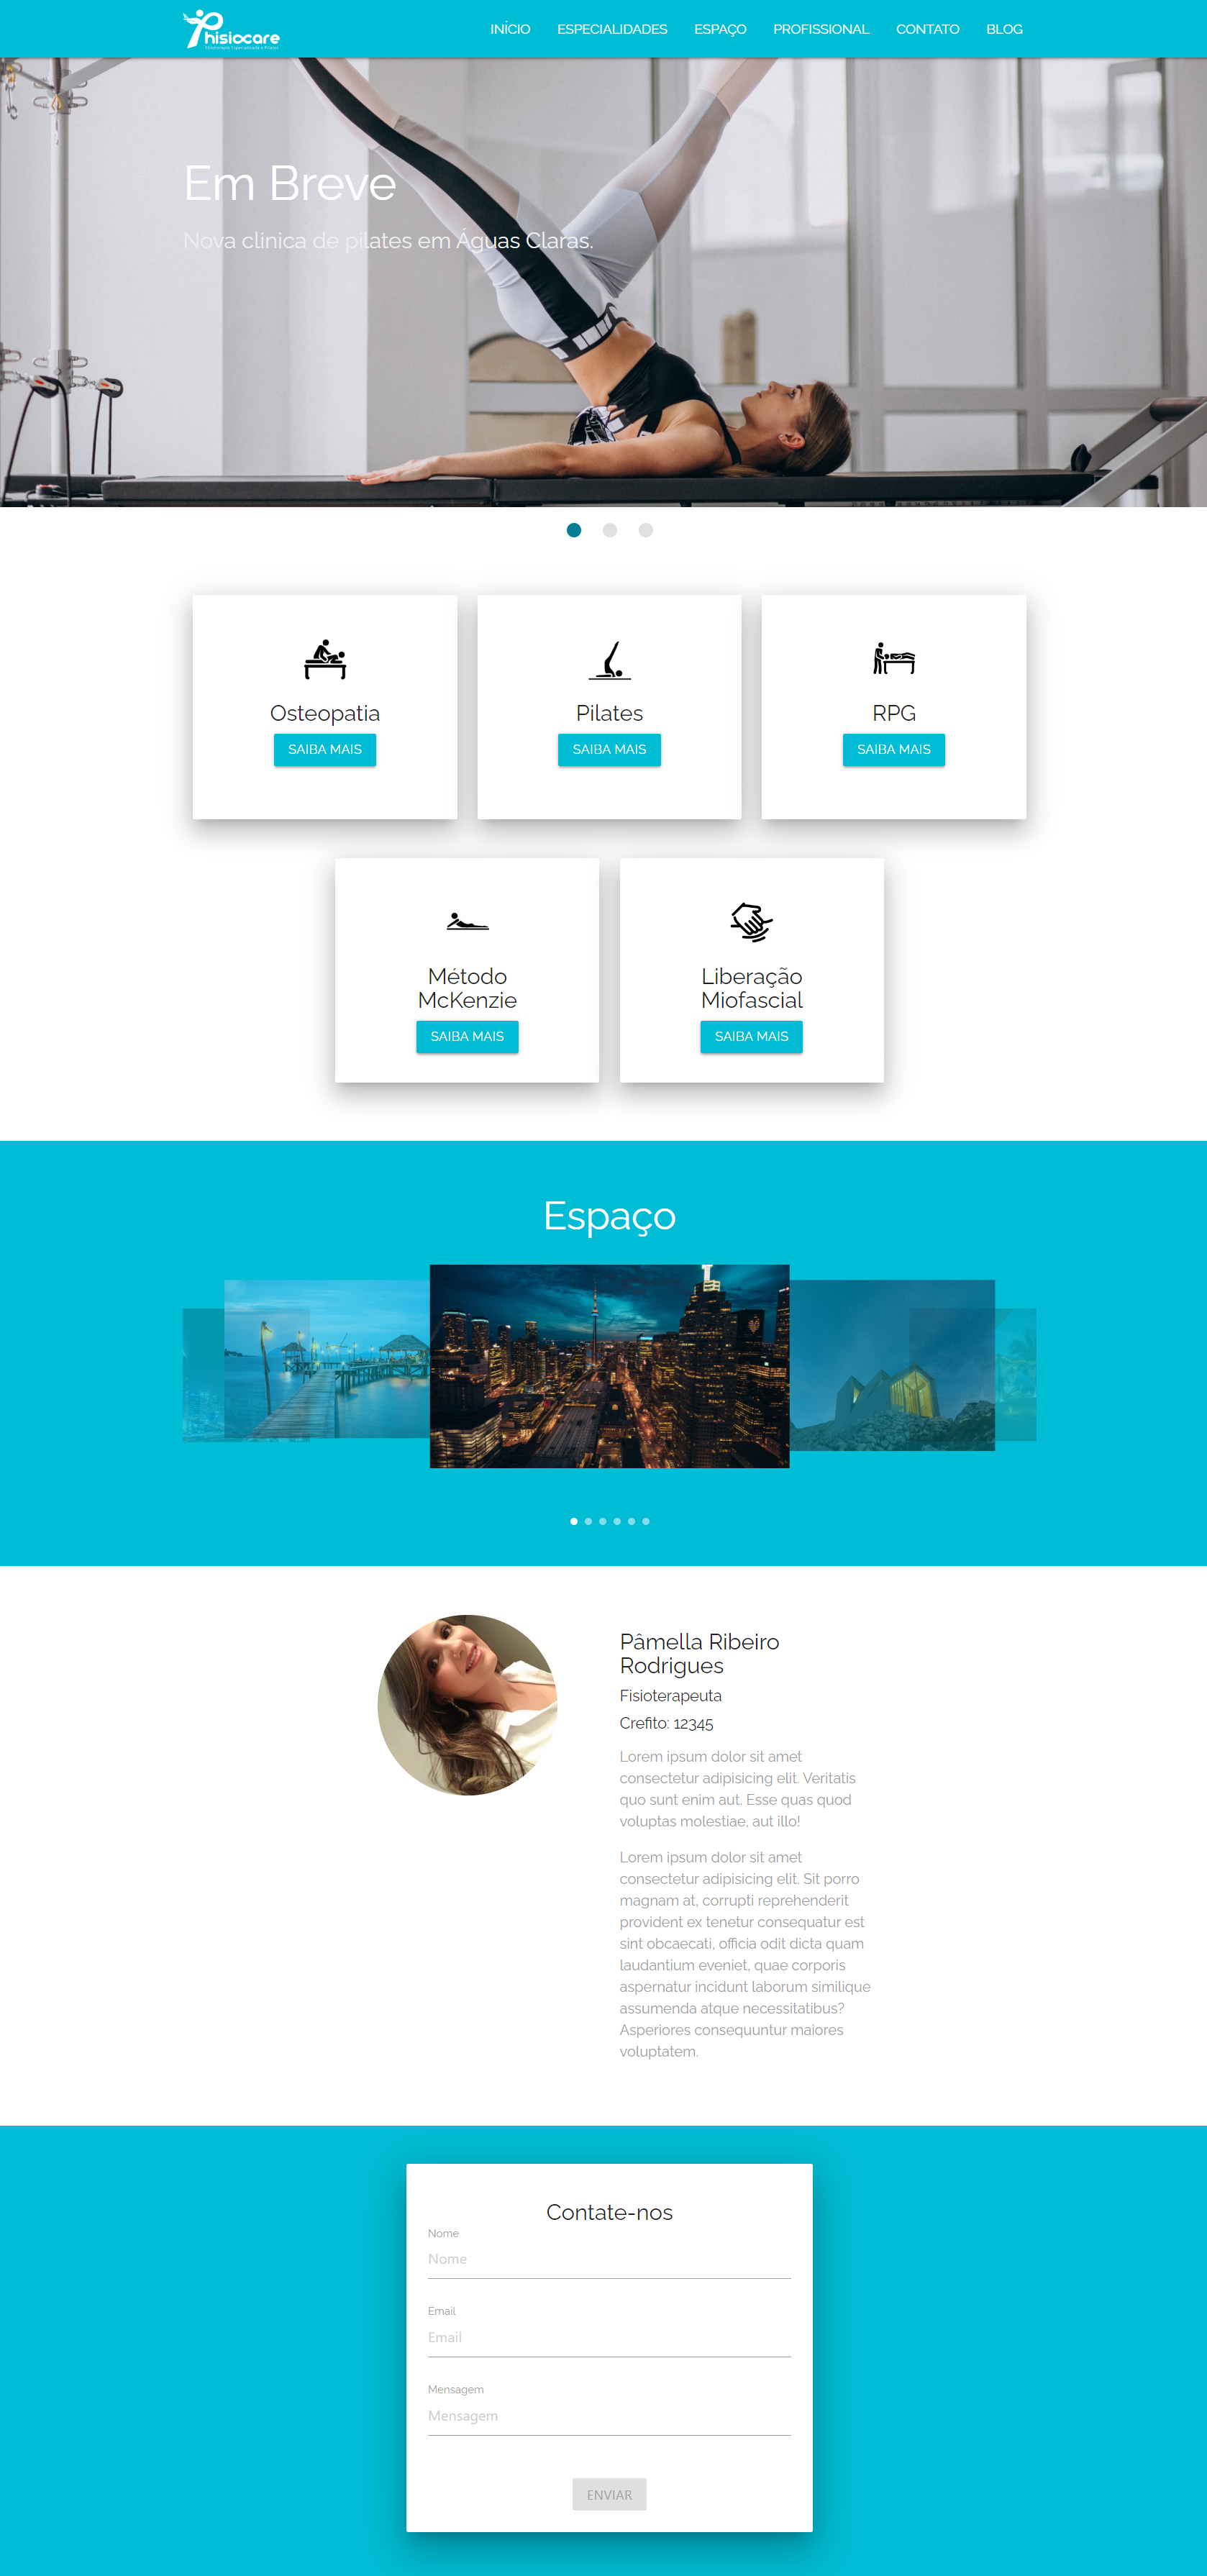 Phisiocare
Fisioterapia Especializada e Pilates
INÍCIO ESPECIALIDADES ESPAÇO PROFISSIONAL CONTATO BLOG
Em Breve
Nova clinica de pilates em Águas Claras.
Osteopatia
SAIBA MAIS
Pilates
SAIBA MAIS
RPG
SAIBA MAIS
Método
McKenzie
SAIBA MAIS
Liberação
Miofascial
SAIBA MAIS
Espaço
Pâmella Ribeiro
Rodrigues
Fisioterapeuta
Crefito: 12345
Lorem ipsum dolor sit amet
consectetur adipisicing elit. Veritatis
quo sunt enim aut. Esse quas quod
voluptas molestiae, aut illo!
Lorem ipsum dolor sit amet
consectetur adipisicing elit. Sit porro
magnam at, corrupti reprehenderit
provident ex tenetur consequatur est
sint obcaecati, officia odit dicta quam
laudantium eveniet, quae corporis
aspernatur incidunt laborum similique
assumenda atque necessitatibus?
Asperiores consequuntur maiores
voluptatem.
Contate-nos
Nome
Nome
Email
Email
Mensagem
Mensagem
ENVIAR